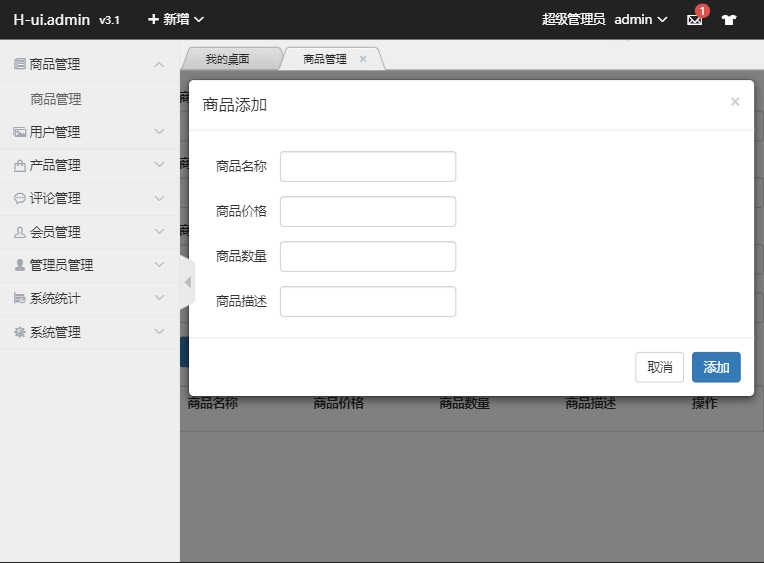 H-ui.admin v3.1 新增 超级管理员 admin 1
商品管理
商品管理
用户管理
产品管理
评论管理
会员管理
管理员管理
系统统计
系统管理
我的桌面 商品管理 ×
商品添加 ×
商品名称
商品价格
商品数量
商品描述
取消 添加
商品名称 商品价格 商品数量 商品描述 操作